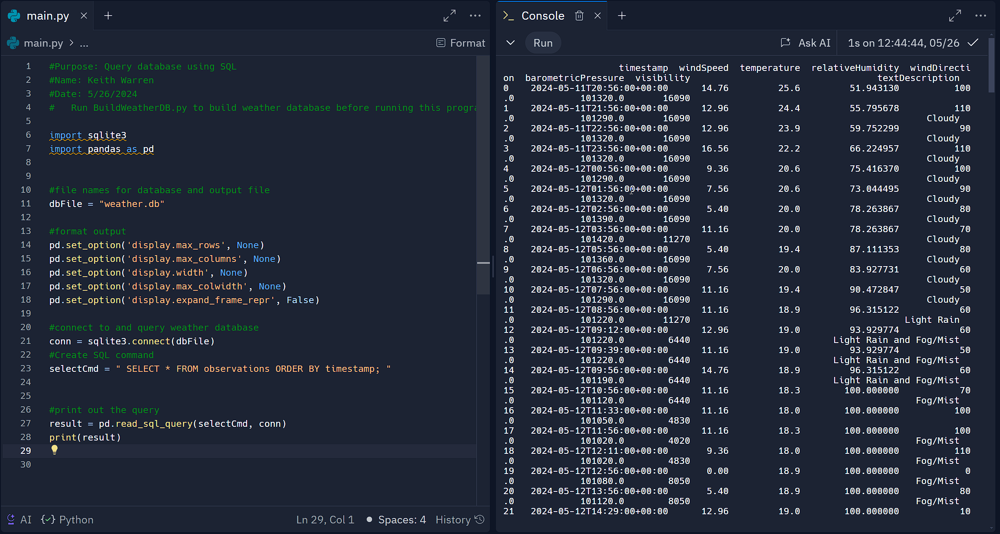 main.py
main.py > ...
Format
1 #Purpose: Query database using SQL
2 #Name: Keith Warren
3 #Date: 5/26/2024
4 #   Run BuildWeatherDB.py to build weather database before running this progra
5
6 import sqlite3
7 import pandas as pd
8
9
10 #file names for database and output file
11 dbFile = "weather.db"
12
13 #format output
14 pd.set_option('display.max_rows', None)
15 pd.set_option('display.max_columns', None)
16 pd.set_option('display.width', None)
17 pd.set_option('display.max_colwidth', None)
18 pd.set_option('display.expand_frame_repr', False)
19
20 #connect to and query weather database
21 conn = sqlite3.connect(dbFile)
22 #Create SQL command
23 selectCmd = " SELECT * FROM observations ORDER BY timestamp; "
24
25
26 #print out the query
27 result = pd.read_sql_query(selectCmd, conn)
28 print(result)
29
30
AI {✓} Python Ln 29, Col 1 Spaces: 4 History
Console
Run Ask AI 1s on 12:44:44, 05/26
timestamp windSpeed temperature relativeHumidity windDirecti
on barometricPressure visibility textDescription
0 2024-05-11T20:56:00+00:00 14.76 25.6 51.943130 100
.0 101320.0 16090
1 2024-05-11T21:56:00+00:00 12.96 24.4 55.795678 110
.0 101290.0 16090 Cloudy
2 2024-05-11T22:56:00+00:00 12.96 23.9 59.752299 90
.0 101320.0 16090 Cloudy
3 2024-05-11T23:56:00+00:00 16.56 22.2 66.224957 110
.0 101320.0 16090 Cloudy
4 2024-05-12T00:56:00+00:00 9.36 20.6 75.416370 100
.0 101290.0 16090 Cloudy
5 2024-05-12T01:56:00+00:00 7.56 20.6 73.044495 90
.0 101320.0 16090 Cloudy
6 2024-05-12T02:56:00+00:00 5.40 20.0 78.263867 80
.0 101390.0 16090 Cloudy
7 2024-05-12T03:56:00+00:00 11.16 20.0 78.263867 70
.0 101420.0 11270 Cloudy
8 2024-05-12T05:56:00+00:00 5.40 19.4 87.111353 80
.0 101360.0 16090 Cloudy
9 2024-05-12T06:56:00+00:00 7.56 20.0 83.927731 60
.0 101320.0 16090 Cloudy
10 2024-05-12T07:56:00+00:00 11.16 19.4 90.472847 50
.0 101290.0 16090 Cloudy
11 2024-05-12T08:56:00+00:00 11.16 18.9 96.315122 60
.0 101220.0 11270 Light Rain
12 2024-05-12T09:12:00+00:00 12.96 19.0 93.929774 60
.0 101220.0 6440 Light Rain and Fog/Mist
13 2024-05-12T09:39:00+00:00 11.16 19.0 93.929774 50
.0 101220.0 6440 Light Rain and Fog/Mist
14 2024-05-12T09:56:00+00:00 14.76 18.9 96.315122 60
.0 101190.0 6440 Light Rain and Fog/Mist
15 2024-05-12T10:56:00+00:00 11.16 18.3 100.000000 70
.0 101120.0 6440 Fog/Mist
16 2024-05-12T11:33:00+00:00 11.16 18.0 100.000000 100
.0 101050.0 4830
17 2024-05-12T11:56:00+00:00 11.16 18.3 100.000000 100
.0 101020.0 4020 Fog/Mist
18 2024-05-12T12:11:00+00:00 9.36 18.0 100.000000 110
.0 101020.0 4830 Fog/Mist
19 2024-05-12T12:56:00+00:00 0.00 18.9 100.000000 0
.0 101080.0 8050 Fog/Mist
20 2024-05-12T13:56:00+00:00 5.40 18.9 100.000000 80
.0 101120.0 8050 Fog/Mist
21 2024-05-12T14:29:00+00:00 12.96 19.0 100.000000 10